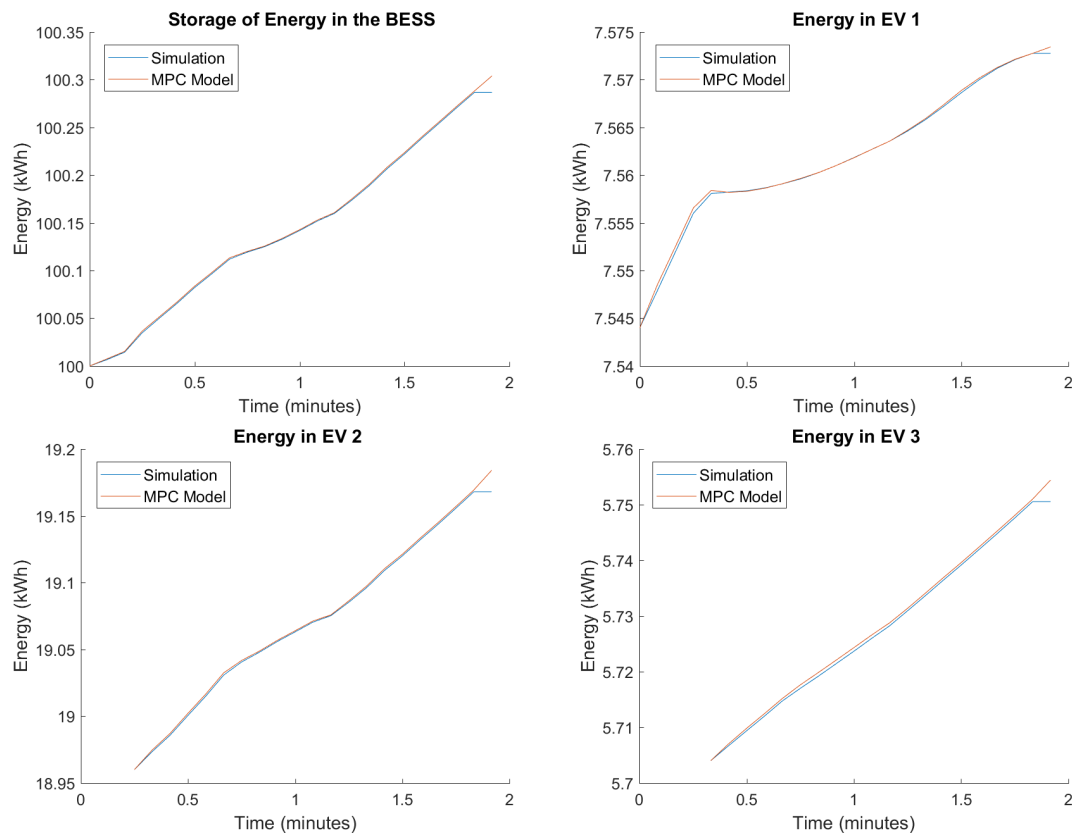 Storage of Energy in the BESS
100.35
100.3
100.25
100.2
100.15
100.1
100.05
100
Energy (kWh)
Simulation
MPC Model
0 0.5 1 1.5 2
Time (minutes)
Energy in EV 1
7.575
7.57
7.565
7.56
7.555
7.55
7.545
7.54
Energy (kWh)
Simulation
MPC Model
0 0.5 1 1.5 2
Time (minutes)
Energy in EV 2
19.2
19.15
19.1
19.05
19
18.95
Energy (kWh)
Simulation
MPC Model
0 0.5 1 1.5 2
Time (minutes)
Energy in EV 3
5.76
5.75
5.74
5.73
5.72
5.71
5.7
Energy (kWh)
Simulation
MPC Model
0 0.5 1 1.5 2
Time (minutes)